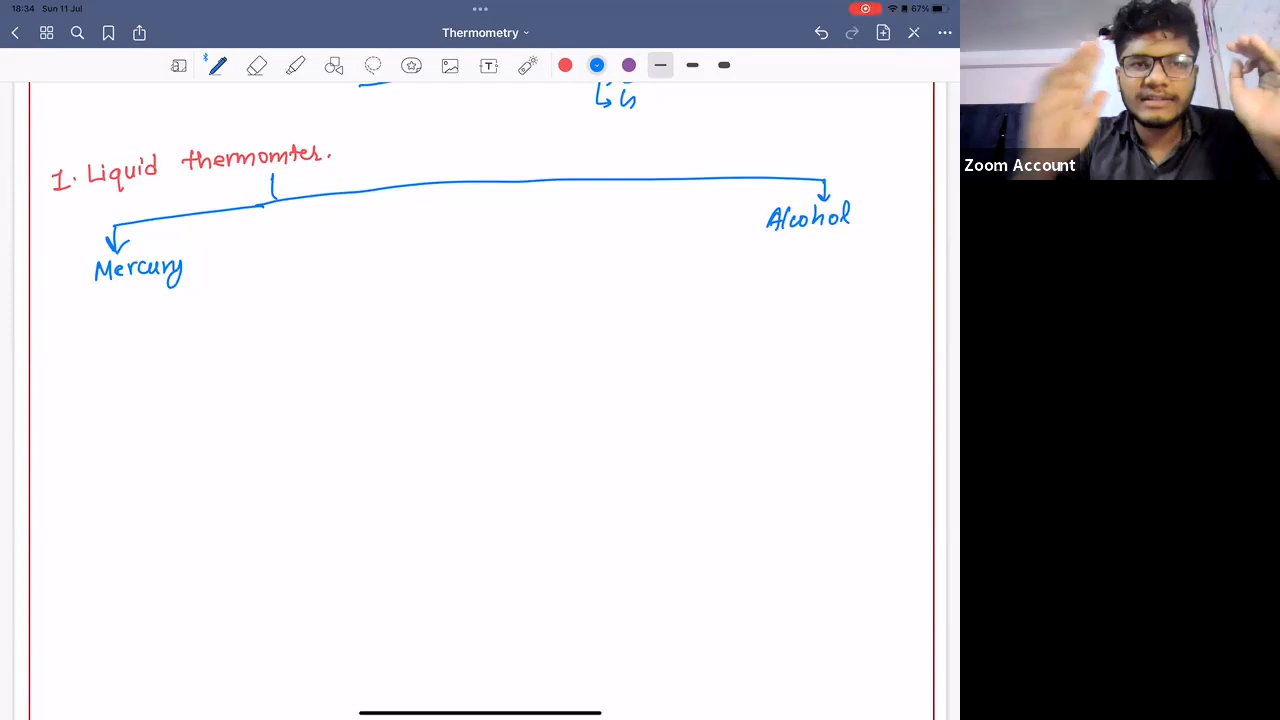 18:34 Sun 11 Jul
67%
Thermometry
1. Liquid thermomter.
Alcohol
Mercury
Zoom Account